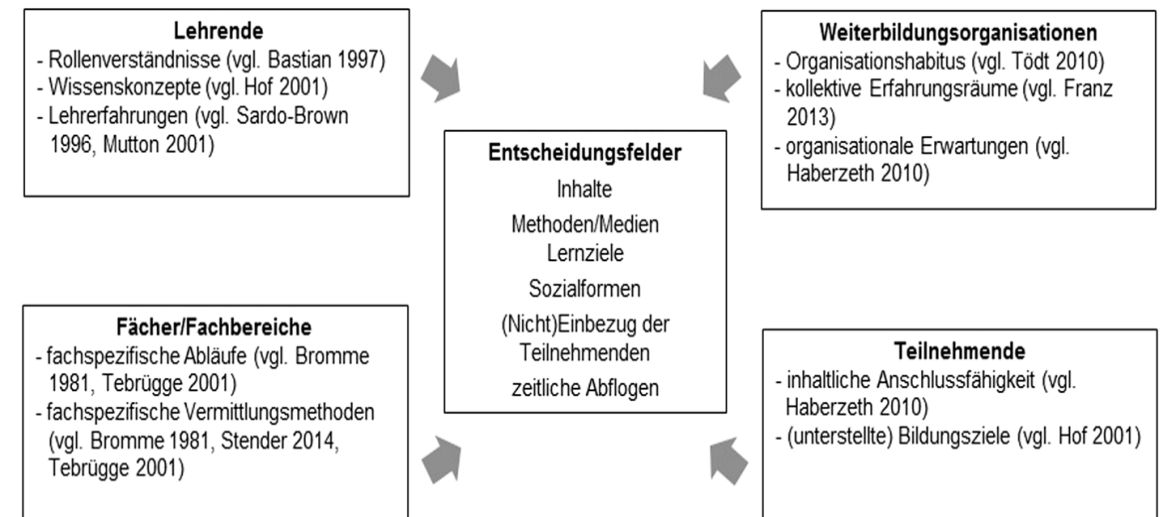 Lehrende
- Rollenverständnisse (vgl. Bastian 1997)
- Wissenskonzepte (vgl. Hof 2001)
- Lehrerfahrungen (vgl. Sardo-Brown
1996, Mutton 2001)
Weiterbildungsorganisationen
- Organisationshabitus (vgl. Tödt 2010)
- kollektive Erfahrungsräume (vgl. Franz
2013)
- organisationale Erwartungen (vgl.
Haberzeth 2010)
Entscheidungsfelder
Inhalte
Methoden/Medien
Lernziele
Sozialformen
(Nicht)Einbezug der
Teilnehmenden
zeitliche Abflogen
Fächer/Fachbereiche
- fachspezifische Abläufe (vgl. Bromme
1981, Tebrügge 2001)
- fachspezifische Vermittlungsmethoden
(vgl. Bromme 1981, Stender 2014,
Tebrügge 2001)
Teilnehmende
- inhaltliche Anschlussfähigkeit (vgl.
Haberzeth 2010)
- (unterstellte) Bildungsziele (vgl. Hof 2001)